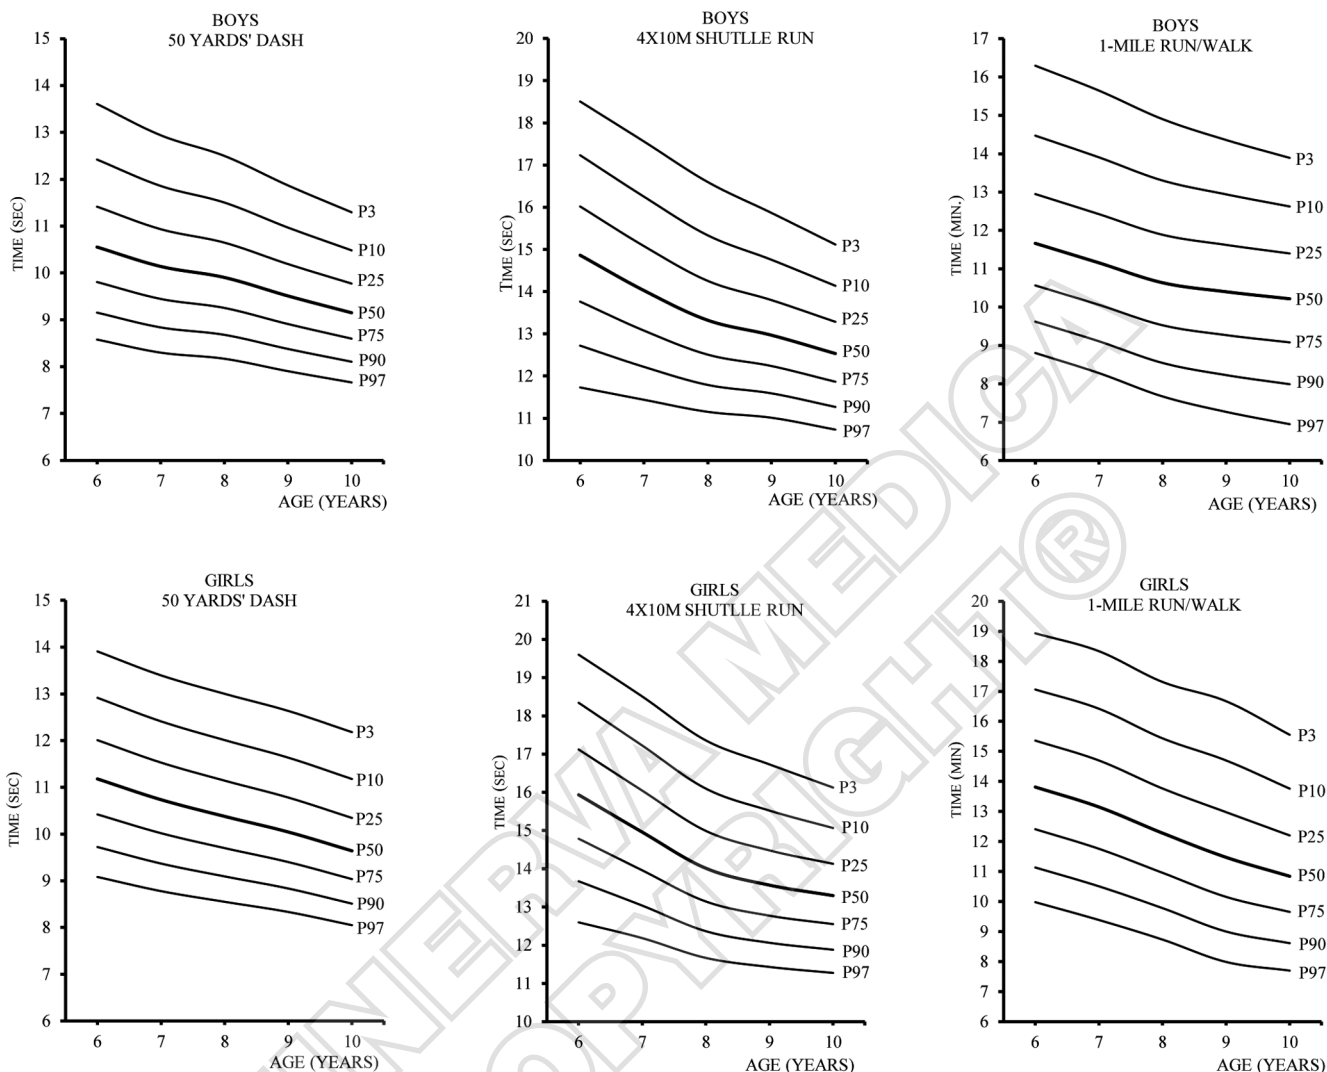 BOYS
50 YARDS' DASH
15
14
13
12
11
10
9
8
7
6
TIME (SEC)
P3
P10
P25
P50
P75
P90
P97
6 7 8 9 10
AGE (YEARS)
BOYS
4X10M SHUTLLE RUN
20
19
18
17
16
15
14
13
12
11
10
TIME (SEC)
P3
P10
P25
P50
P75
P90
P97
6 7 8 9 10
AGE (YEARS)
BOYS
1-MILE RUN/WALK
17
16
15
14
13
12
11
10
9
8
7
6
TIME (MIN.)
P3
P10
P25
P50
P75
P90
P97
6 7 8 9 10
AGE (YEARS)
GIRLS
50 YARDS' DASH
15
14
13
12
11
10
9
8
7
6
TIME (SEC)
P3
P10
P25
P50
P75
P90
P97
6 7 8 9 10
AGE (YEARS)
GIRLS
4X10M SHUTLLE RUN
21
20
19
18
17
16
15
14
13
12
11
10
TIME (SEC)
P3
P10
P25
P50
P75
P90
P97
6 7 8 9 10
AGE (YEARS)
GIRLS
1-MILE RUN/WALK
20
19
18
17
16
15
14
13
12
11
10
9
8
7
6
TIME (MIN)
P3
P10
P25
P50
P75
P90
P97
6 7 8 9 10
AGE (YEARS)
INERVA MEDICA
OPYRIGHT®